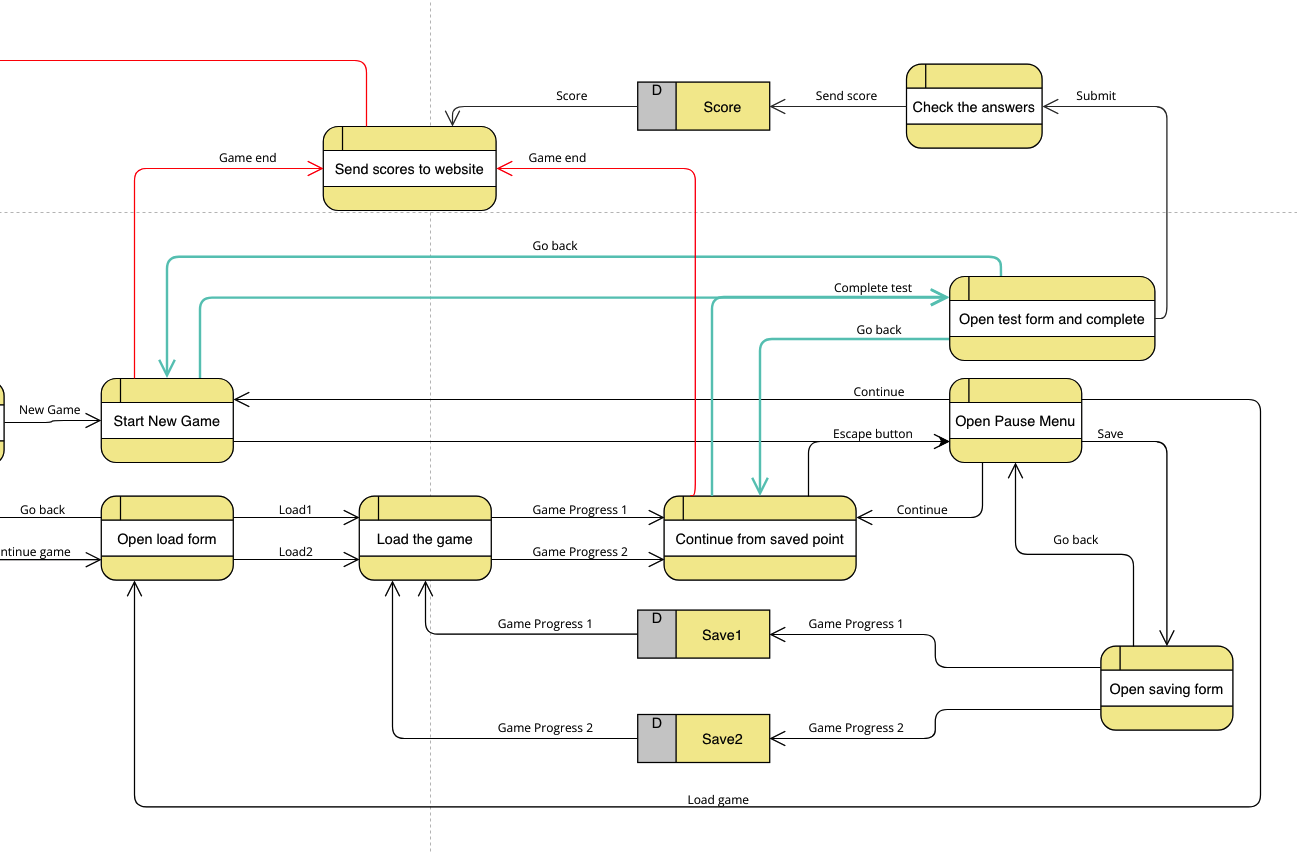 D
Score
Send score
Submit
Score
Check the answers
Game end
Game end
Send scores to website
Go back
Complete test
Open test form and complete
Go back
Continue
New Game
Start New Game
Open Pause Menu
Escape button
Save
Go back
Load1
Game Progress 1
Continue
Open load form
Load the game
Continue from saved point
Go back
ntinue game
Load2
Game Progress 2
D
Game Progress 1
Save1
Game Progress 1
Open saving form
D
Game Progress 2
Save2
Game Progress 2
Load game